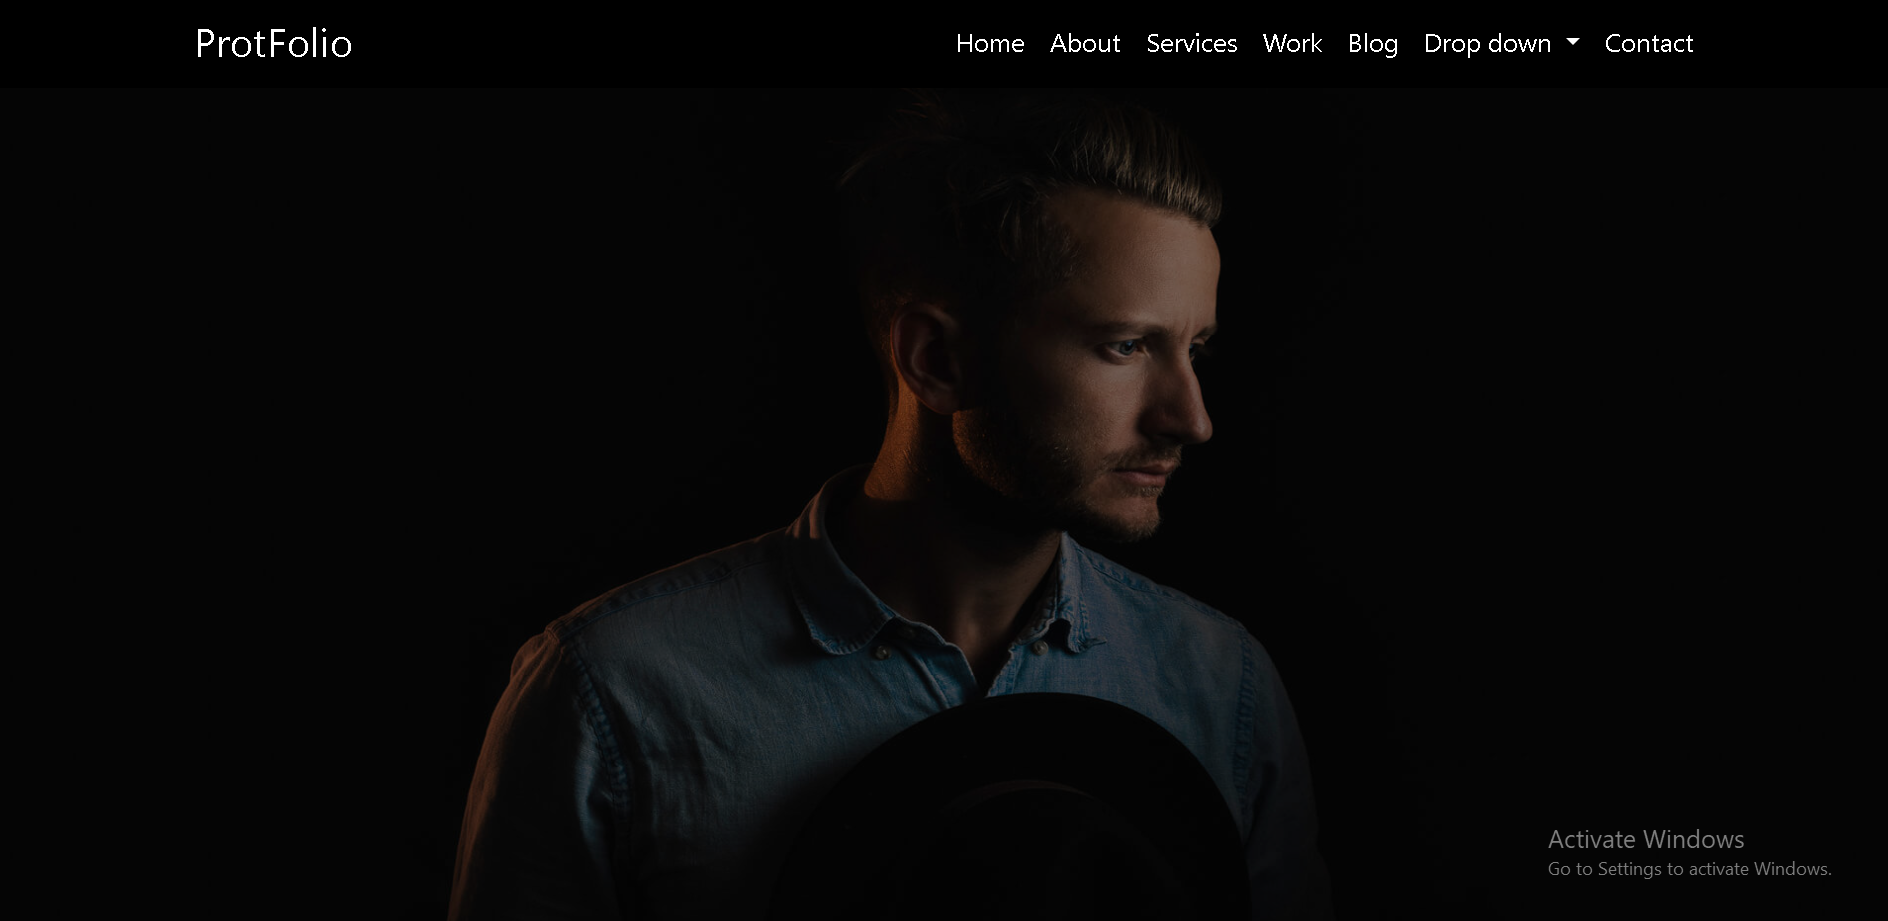 ProtFolio Home About Services Work Blog Drop down Contact
Activate Windows
Go to Settings to activate Windows.